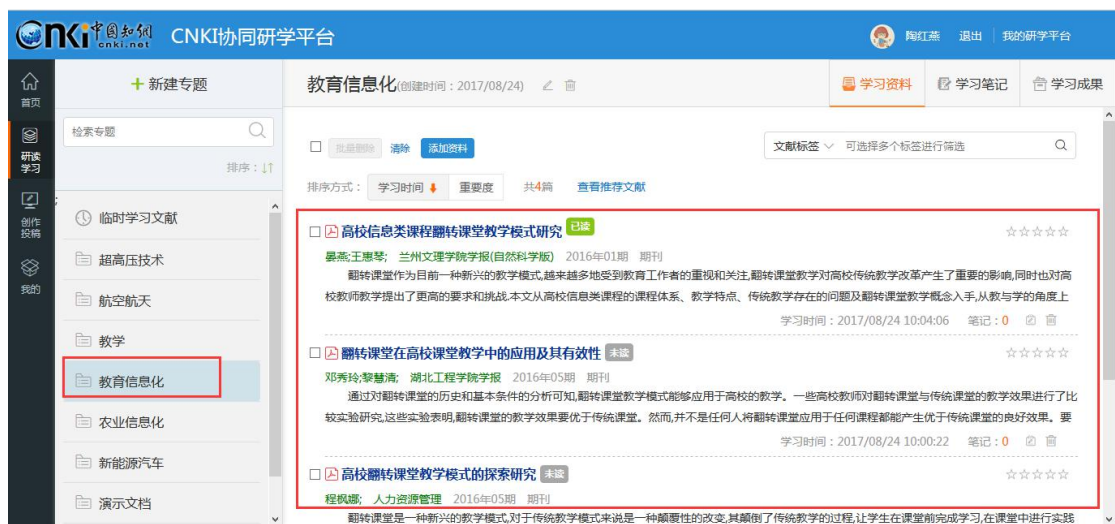 Cnki中国知网 cnki.net CNKI协同研学平台
陶红燕 退出 我的研学平台
首页
研读学习
创作投稿
我的
+ 新建专题
检索专题
排序：↓↑
临时学习文献
超高压技术
航空航天
教学
教育信息化
农业信息化
新能源汽车
演示文档
教育信息化(创建时间：2017/08/24)
学习资料 学习笔记 学习成果
批量删除 清除 添加资料 文献标签 可选择多个标签进行筛选
排序方式： 学习时间 重要度 共4篇 查看推荐文献
高校信息类课程翻转课堂教学模式研究 已读
晏燕;王惠琴; 兰州文理学院学报(自然科学版) 2016年01期 期刊
翻转课堂作为目前一种新兴的教学模式,越来越多地受到教育工作者的重视和关注,翻转课堂教学对高校传统教学改革产生了重要的影响,同时也对高
校教师教学提出了更高的要求和挑战.本文从高校信息类课程的课程体系、教学特点、传统教学存在的问题及翻转课堂教学概念入手,从教与学的角度上
学习时间：2017/08/24 10:04:06 笔记：0
翻转课堂在高校课堂教学中的应用及其有效性 未读
邓秀玲;黎慧清; 湖北工程学院学报 2016年05期 期刊
通过对翻转课堂的历史和基本条件的分析可知,翻转课堂教学模式能够应用于高校的教学。一些高校教师对翻转课堂与传统课堂的教学效果进行了比
较实验研究,这些实验表明,翻转课堂的教学效果要优于传统课堂。然而,并不是任何人将翻转课堂应用于任何课程都能产生优于传统课堂的良好效果。要
学习时间：2017/08/24 10:00:22 笔记：0
高校翻转课堂教学模式的探索研究 未读
程枫娜; 人力资源管理 2016年05期 期刊
翻转课堂是一种新兴的教学模式,对于传统教学模式来说是一种颠覆性的改变,其颠倒了传统教学的过程,让学生在课堂前完成学习,在课堂中进行实践